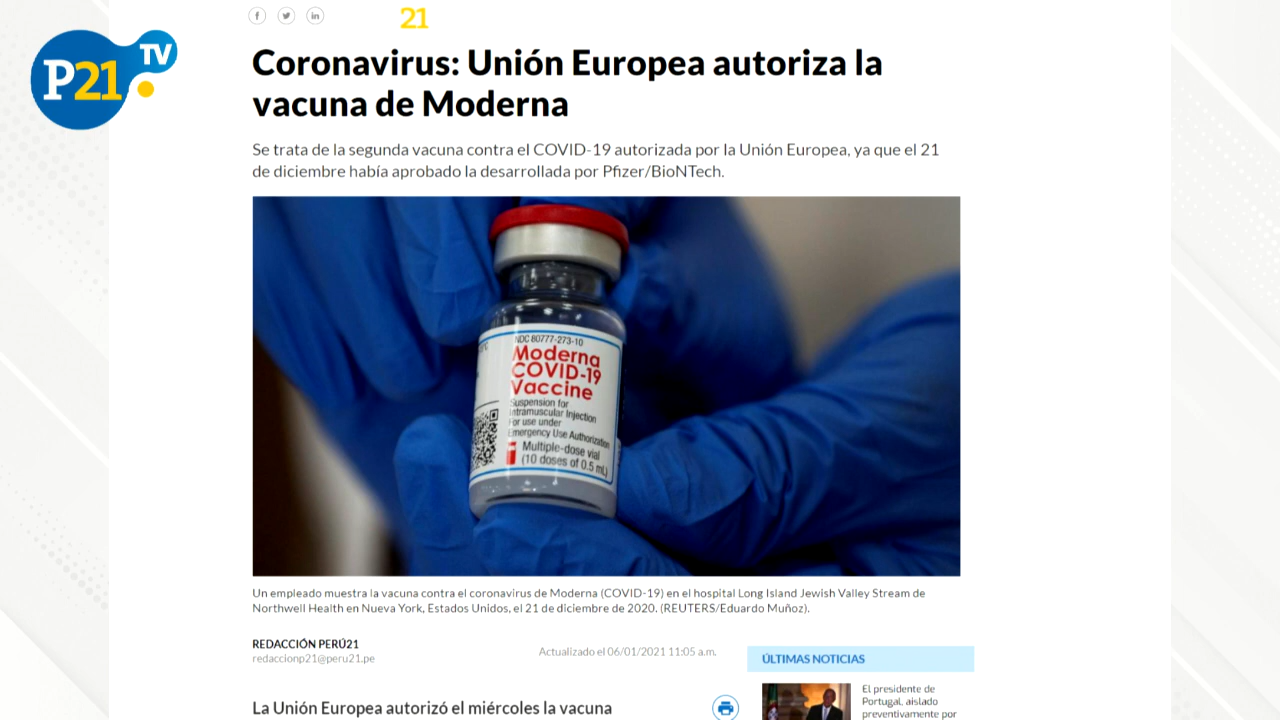 P21
TV
21
Coronavirus: Unión Europea autoriza la
vacuna de Moderna
Se trata de la segunda vacuna contra el COVID-19 autorizada por la Unión Europea, ya que el 21
de diciembre había aprobado la desarrollada por Pfizer/BioNTech.
NDC 80777-273-10
Moderna
COVID-19
Vaccine
Suspension for
Intramuscular Injection
For use under
Emergency Use Authorization
Multiple-dose vial
(10 doses of 0.5 mL)
Un empleado muestra la vacuna contra el coronavirus de Moderna (COVID-19) en el hospital Long Island Jewish Valley Stream de
Northwell Health en Nueva York, Estados Unidos, el 21 de diciembre de 2020. (REUTERS/Eduardo Muñoz).
REDACCIÓN PERÚ21
redaccionp21@peru21.pe
Actualizado el 06/01/2021 11:05 a.m.
ÚLTIMAS NOTICIAS
El presidente de
Portugal, aislado
preventivamente por
La Unión Europea autorizó el miércoles la vacuna